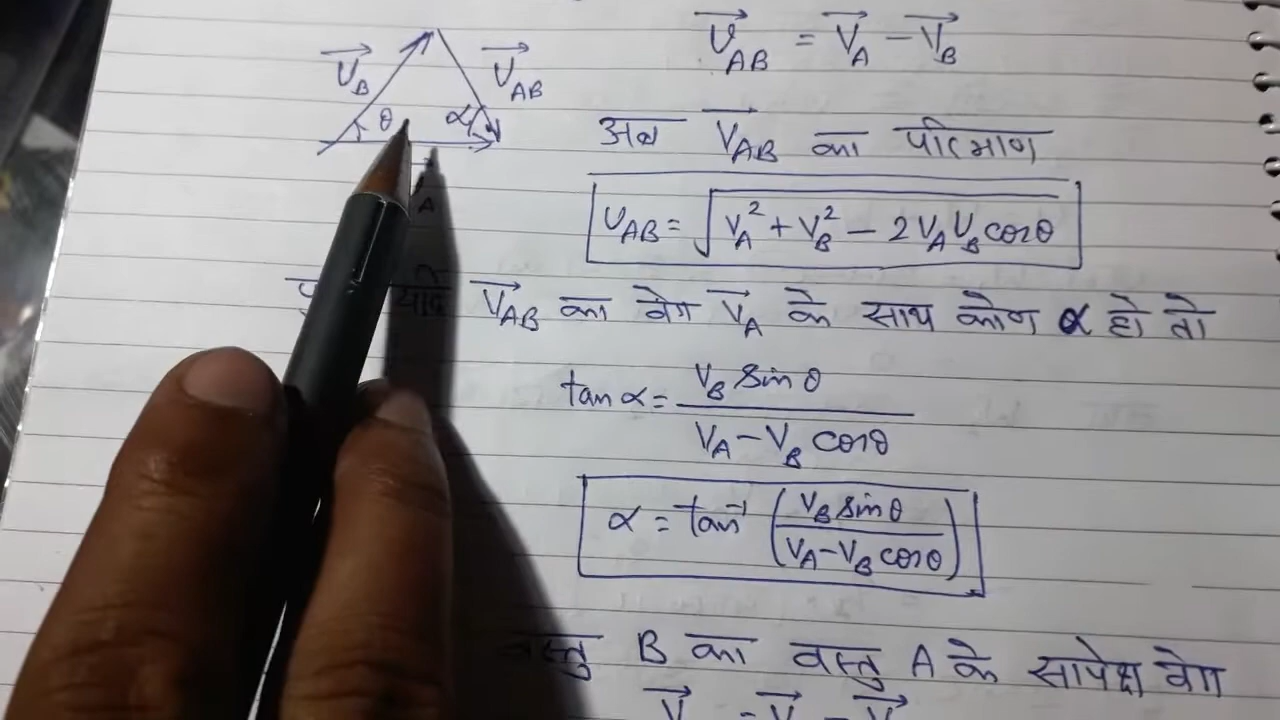 V⃗_AB = V⃗_A − V⃗_B
V⃗_B
V⃗_AB
θ
α
A
अब V⃗_AB का परिमाण
V_AB = √(V_A² + V_B² − 2V_A V_B cosθ)
यदि V⃗_AB का वेग V⃗_A के साथ कोण α हो तो
tan α = V_B sin θ / (V_A − V_B cosθ)
α = tan⁻¹ (V_B sin θ / (V_A − V_B cosθ))
वस्तु B का वस्तु A के सापेक्ष वेग